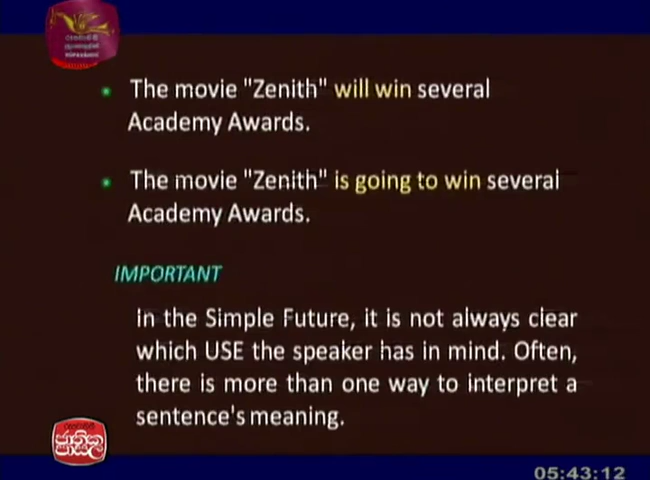 The movie "Zenith" will win several
Academy Awards.
The movie "Zenith" is going to win several
Academy Awards.
IMPORTANT
In the Simple Future, it is not always clear
which USE the speaker has in mind. Often,
there is more than one way to interpret a
sentence's meaning.
ජාතික
පාසල
05:43:12